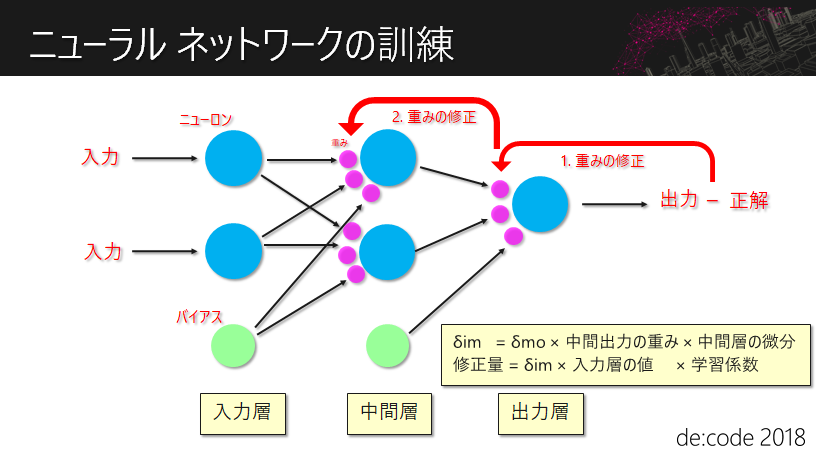 ニューラル ネットワークの訓練
ニューロン
重み
2. 重みの修正
1. 重みの修正
入力
出力 − 正解
入力
バイアス
δim = δmo × 中間出力の重み × 中間層の微分
修正量 = δim × 入力層の値 × 学習係数
入力層
中間層
出力層
de:code 2018